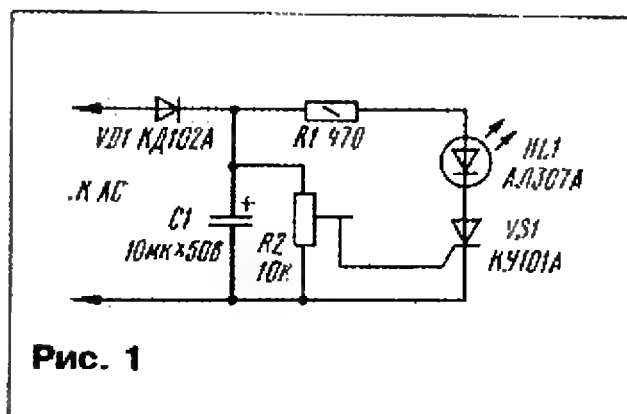 VD1 КД102А
R1 470
HL1
АЛ307А
К АС
C1
+
10мк×50В
R2
10к
VS1
КУ101А
Рис. 1